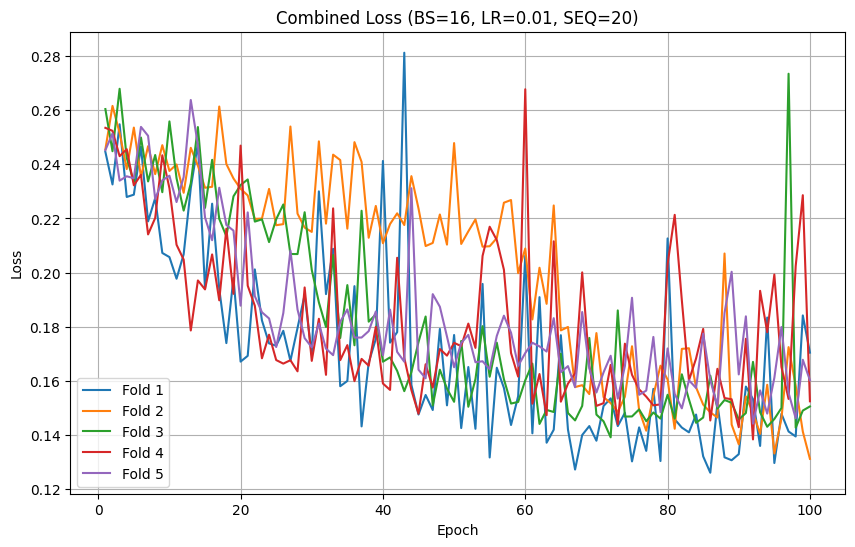 Combined Loss (BS=16, LR=0.01, SEQ=20)
Loss
0.28
0.26
0.24
0.22
0.20
0.18
0.16
0.14
0.12
Fold 1
Fold 2
Fold 3
Fold 4
Fold 5
0 20 40 60 80 100
Epoch